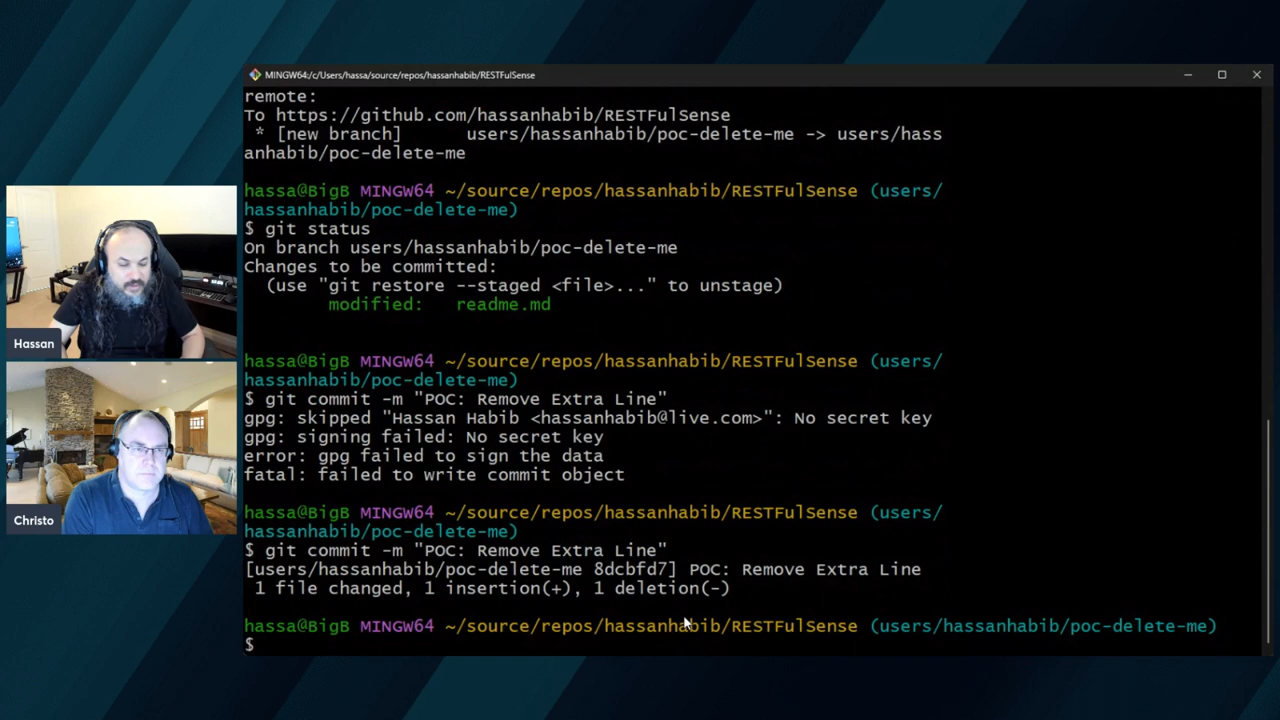 MINGW64:/c/Users/hassa/source/repos/hassanhabib/RESTFulSense
remote:
To https://github.com/hassanhabib/RESTFulSense
 * [new branch]      users/hassanhabib/poc-delete-me -> users/hass
anhabib/poc-delete-me
hassa@BigB MINGW64 ~/source/repos/hassanhabib/RESTFulSense (users/
hassanhabib/poc-delete-me)
$ git status
On branch users/hassanhabib/poc-delete-me
Changes to be committed:
  (use "git restore --staged <file>..." to unstage)
        modified:   readme.md
hassa@BigB MINGW64 ~/source/repos/hassanhabib/RESTFulSense (users/
hassanhabib/poc-delete-me)
$ git commit -m "POC: Remove Extra Line"
gpg: skipped "Hassan Habib <hassanhabib@live.com>": No secret key
gpg: signing failed: No secret key
error: gpg failed to sign the data
fatal: failed to write commit object
hassa@BigB MINGW64 ~/source/repos/hassanhabib/RESTFulSense (users/
hassanhabib/poc-delete-me)
$ git commit -m "POC: Remove Extra Line"
[users/hassanhabib/poc-delete-me 8dcbfd7] POC: Remove Extra Line
 1 file changed, 1 insertion(+), 1 deletion(-)
hassa@BigB MINGW64 ~/source/repos/hassanhabib/RESTFulSense (users/hassanhabib/poc-delete-me)
$
Hassan
Christo